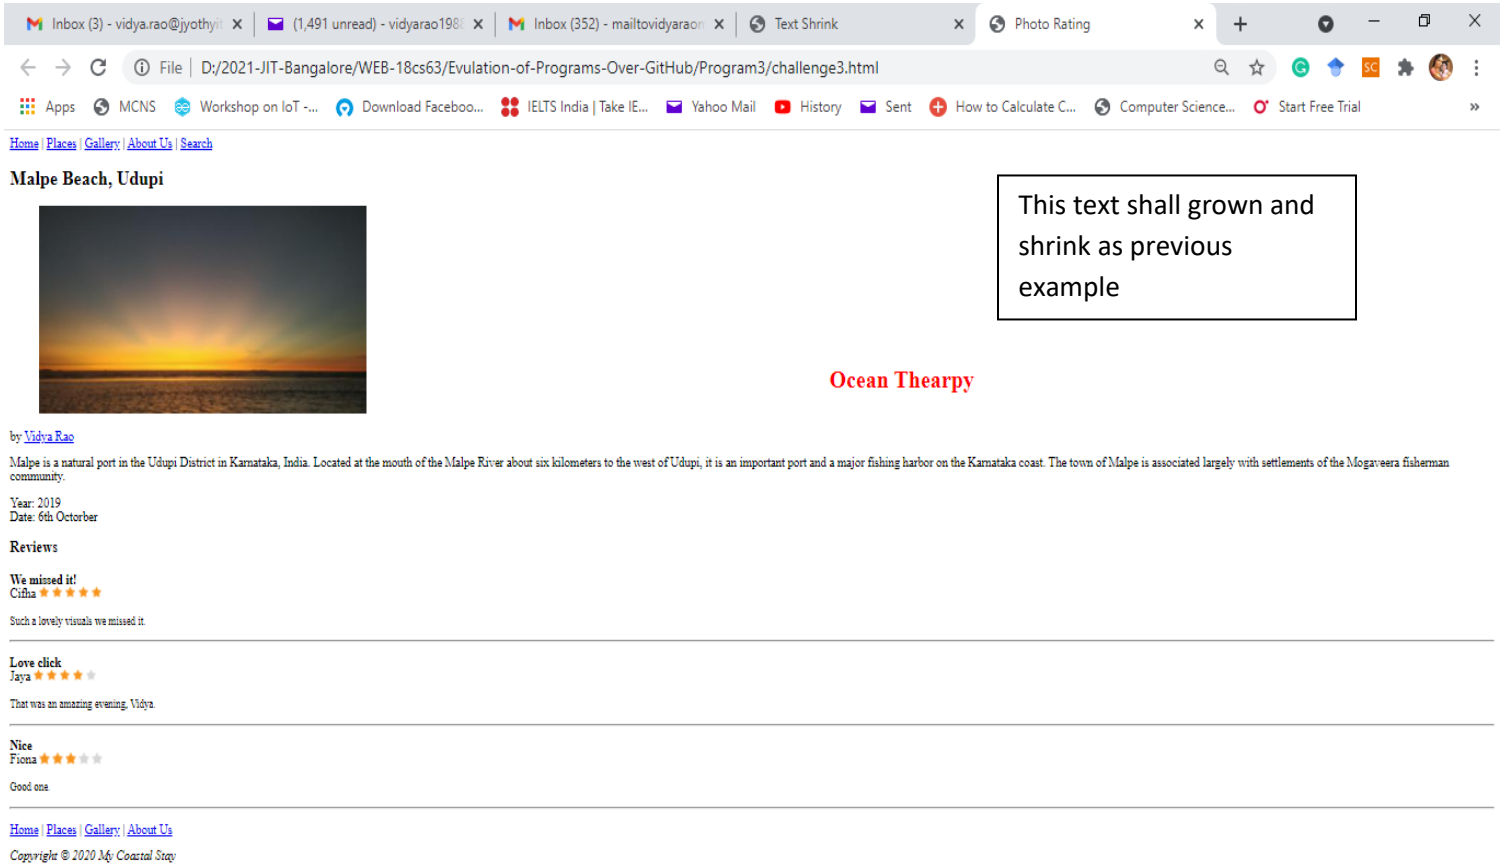 Inbox (3) - vidya.rao@jyothyit
(1,491 unread) - vidyarao198
Inbox (352) - mailtovidyaraom
Text Shrink
Photo Rating
File | D:/2021-JIT-Bangalore/WEB-18cs63/Evulation-of-Programs-Over-GitHub/Program3/challenge3.html
SC
Apps
MCNS
Workshop on IoT -...
Download Faceboo...
IELTS India | Take IE...
Yahoo Mail
History
Sent
How to Calculate C...
Computer Science...
Start Free Trial
Home | Places | Gallery | About Us | Search
Malpe Beach, Udupi
This text shall grown and
shrink as previous
example
Ocean Thearpy
by Vidya Rao
Malpe is a natural port in the Udupi District in Karnataka, India. Located at the mouth of the Malpe River about six kilometers to the west of Udupi, it is an important port and a major fishing harbor on the Karnataka coast. The town of Malpe is associated largely with settlements of the Mogaveera fisherman
community.
Year: 2019
Date: 6th Octorber
Reviews
We missed it!
Cifha
Such a lovely visuals we missed it.
Love click
Jaya
That was an amazing evening, Vidya.
Nice
Fiona
Good one.
Home | Places | Gallery | About Us
Copyright © 2020 My Coastal Stay